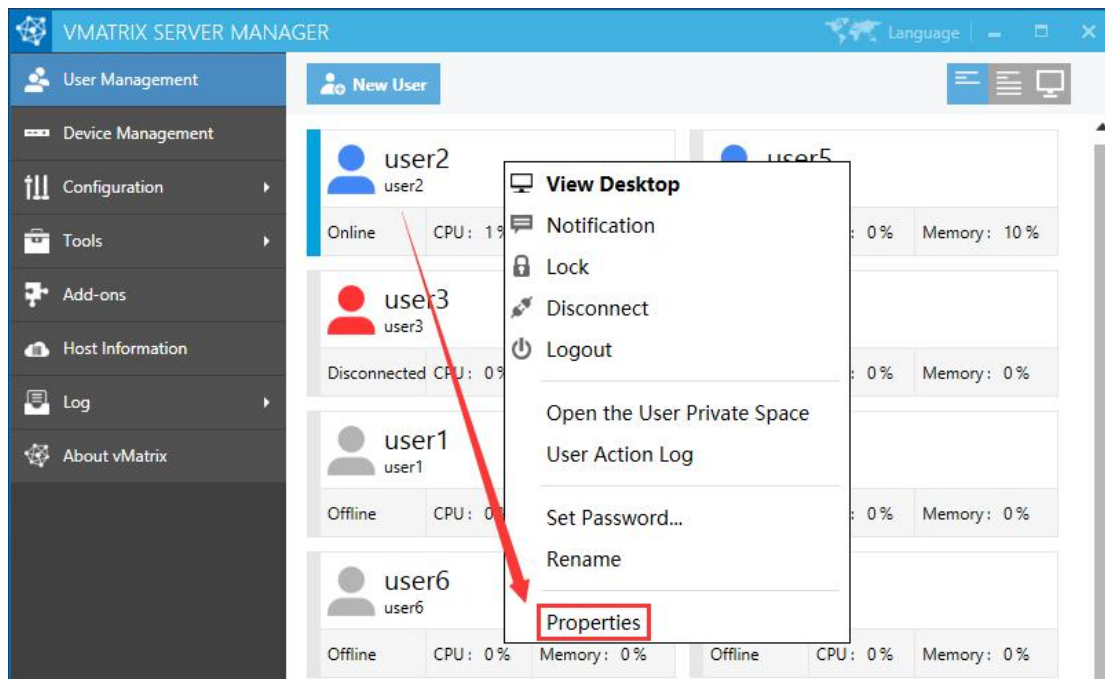 VMATRIX SERVER MANAGER
Language
User Management
Device Management
Configuration
Tools
Add-ons
Host Information
Log
About vMatrix
New User
user2
user2
Online CPU: 1%
user5
: 0% Memory: 10%
user3
user3
Disconnected CPU: 0%
: 0% Memory: 0%
user1
user1
Offline CPU: 0%
: 0% Memory: 0%
user6
user6
Offline CPU: 0% Memory: 0%
Offline CPU: 0% Memory: 0%
View Desktop
Notification
Lock
Disconnect
Logout
Open the User Private Space
User Action Log
Set Password...
Rename
Properties